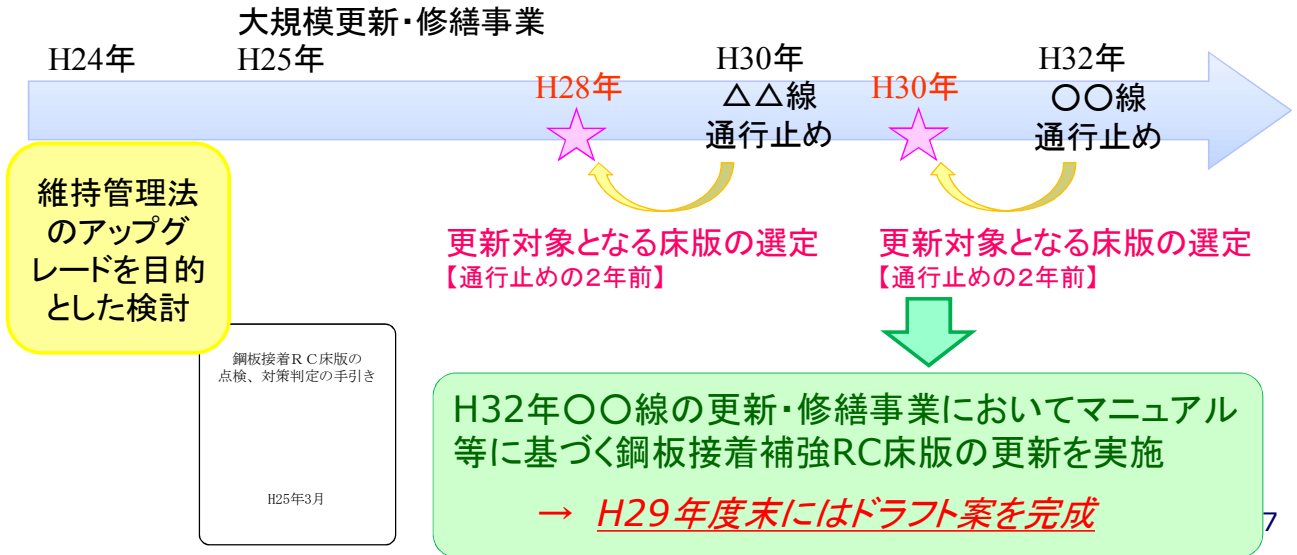 大規模更新・修繕事業
H24年
H25年
H28年
H30年
△△線
通行止め
H30年
H32年
〇〇線
通行止め
維持管理法
のアップグ
レードを目的
とした検討
更新対象となる床版の選定
【通行止めの2年前】
更新対象となる床版の選定
【通行止めの2年前】
鋼板接着RC床版の
点検、対策判定の手引き
H25年3月
H32年〇〇線の更新・修繕事業においてマニュアル
等に基づく鋼板接着補強RC床版の更新を実施
→ H29年度末にはドラフト案を完成
7